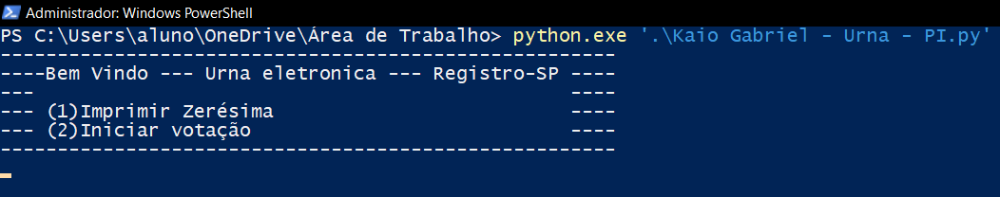 Administrador: Windows PowerShell
PS C:\Users\aluno\OneDrive\Área de Trabalho> python.exe '.\Kaio Gabriel - Urna - PI.py'
------------------------------------------------------
----Bem Vindo --- Urna eletronica --- Registro-SP ----
---                                               ----
--- (1)Imprimir Zerésima                          ----
--- (2)Iniciar votação                            ----
------------------------------------------------------